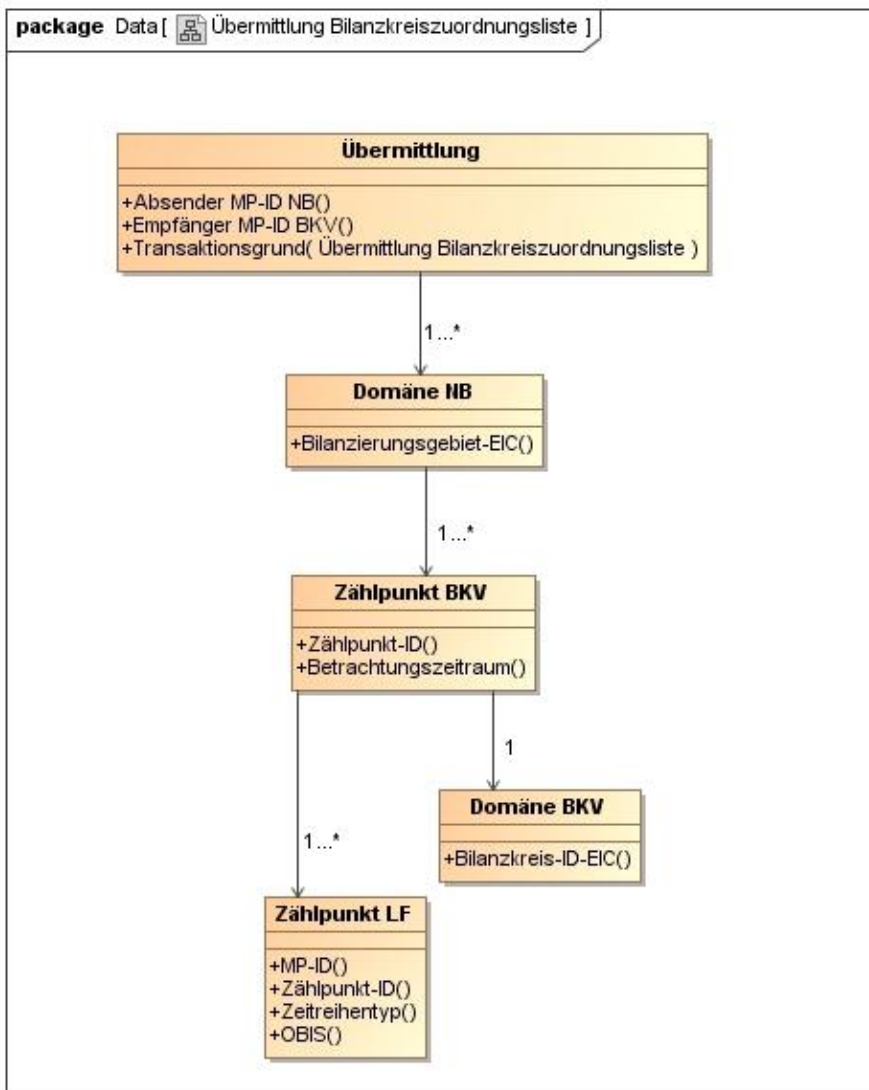 package Data [ Übermittlung Bilanzkreiszuordnungsliste ]
Übermittlung
+Absender MP-ID NB()
+Empfänger MP-ID BKV()
+Transaktionsgrund( Übermittlung Bilanzkreiszuordnungsliste )
1...*
Domäne NB
+Bilanzierungsgebiet-EIC()
1...*
Zählpunkt BKV
+Zählpunkt-ID()
+Betrachtungszeitraum()
1
Domäne BKV
+Bilanzkreis-ID-EIC()
1...*
Zählpunkt LF
+MP-ID()
+Zählpunkt-ID()
+Zeitreihentyp()
+OBIS()